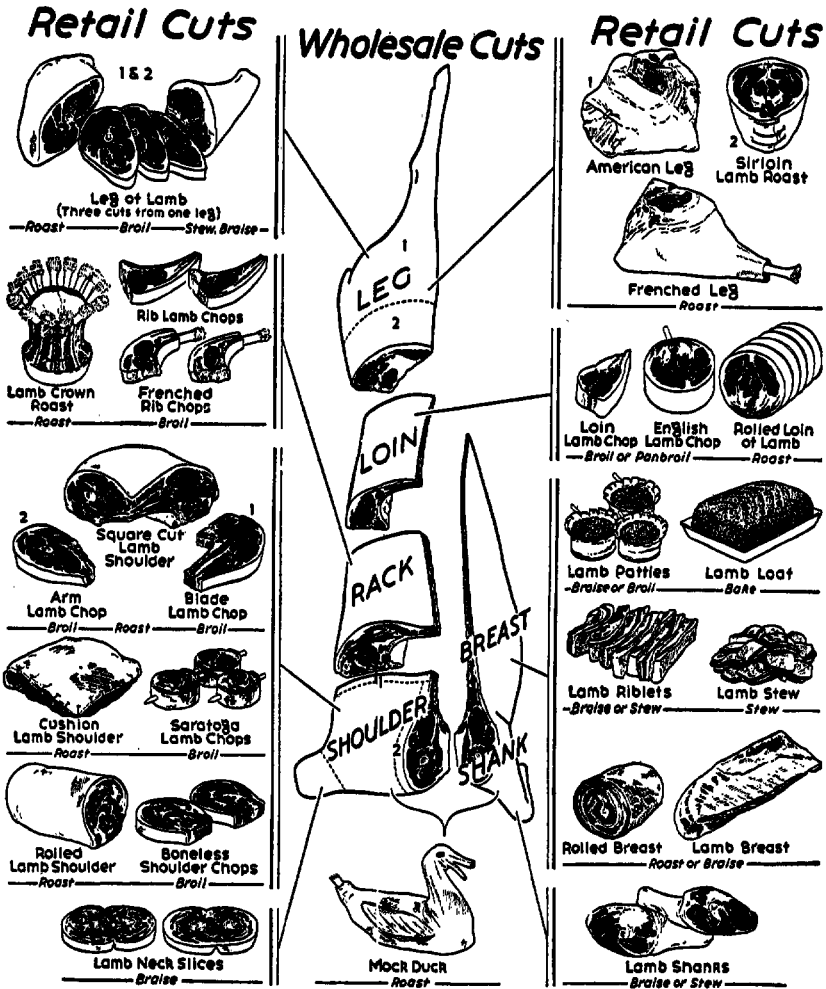 Retail Cuts
1 & 2
Leg of Lamb
(Three cuts from one leg)
Roast Broil Stew, Braise
Rib Lamb Chops
Lamb Crown
Roast
Frenched
Rib Chops
Roast Broil
2
1
Square Cut
Lamb
Shoulder
Arm
Lamb Chop
Blade
Lamb Chop
Broil Roast Broil
Cushion
Lamb Shoulder
Saratoga
Lamb Chops
Roast Broil
Rolled
Lamb Shoulder
Boneless
Shoulder Chops
Roast Broil
Lamb Neck Slices
Braise
Wholesale Cuts
1
LEG
2
LOIN
RACK
BREAST
1
SHOULDER
2
SHANK
Mock Duck
Roast
Retail Cuts
1
American Leg
2
Sirloin
Lamb Roast
Frenched Leg
Roast
Loin
Lamb Chop
English
Lamb Chop
Rolled Loin
of Lamb
Broil or Panbroil Roast
Lamb Patties
Braise or Broil
Lamb Loaf
Bake
Lamb Riblets
Braise or Stew
Lamb Stew
Stew
Rolled Breast
Lamb Breast
Roast or Braise
Lamb Shanks
Braise or Stew